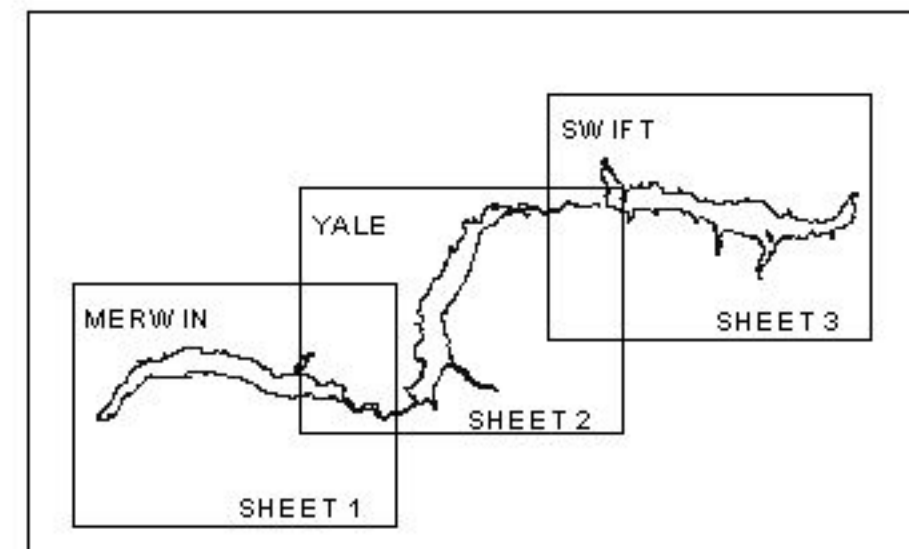 SWIFT
YALE
MERWIN
SHEET 3
SHEET 2
SHEET 1